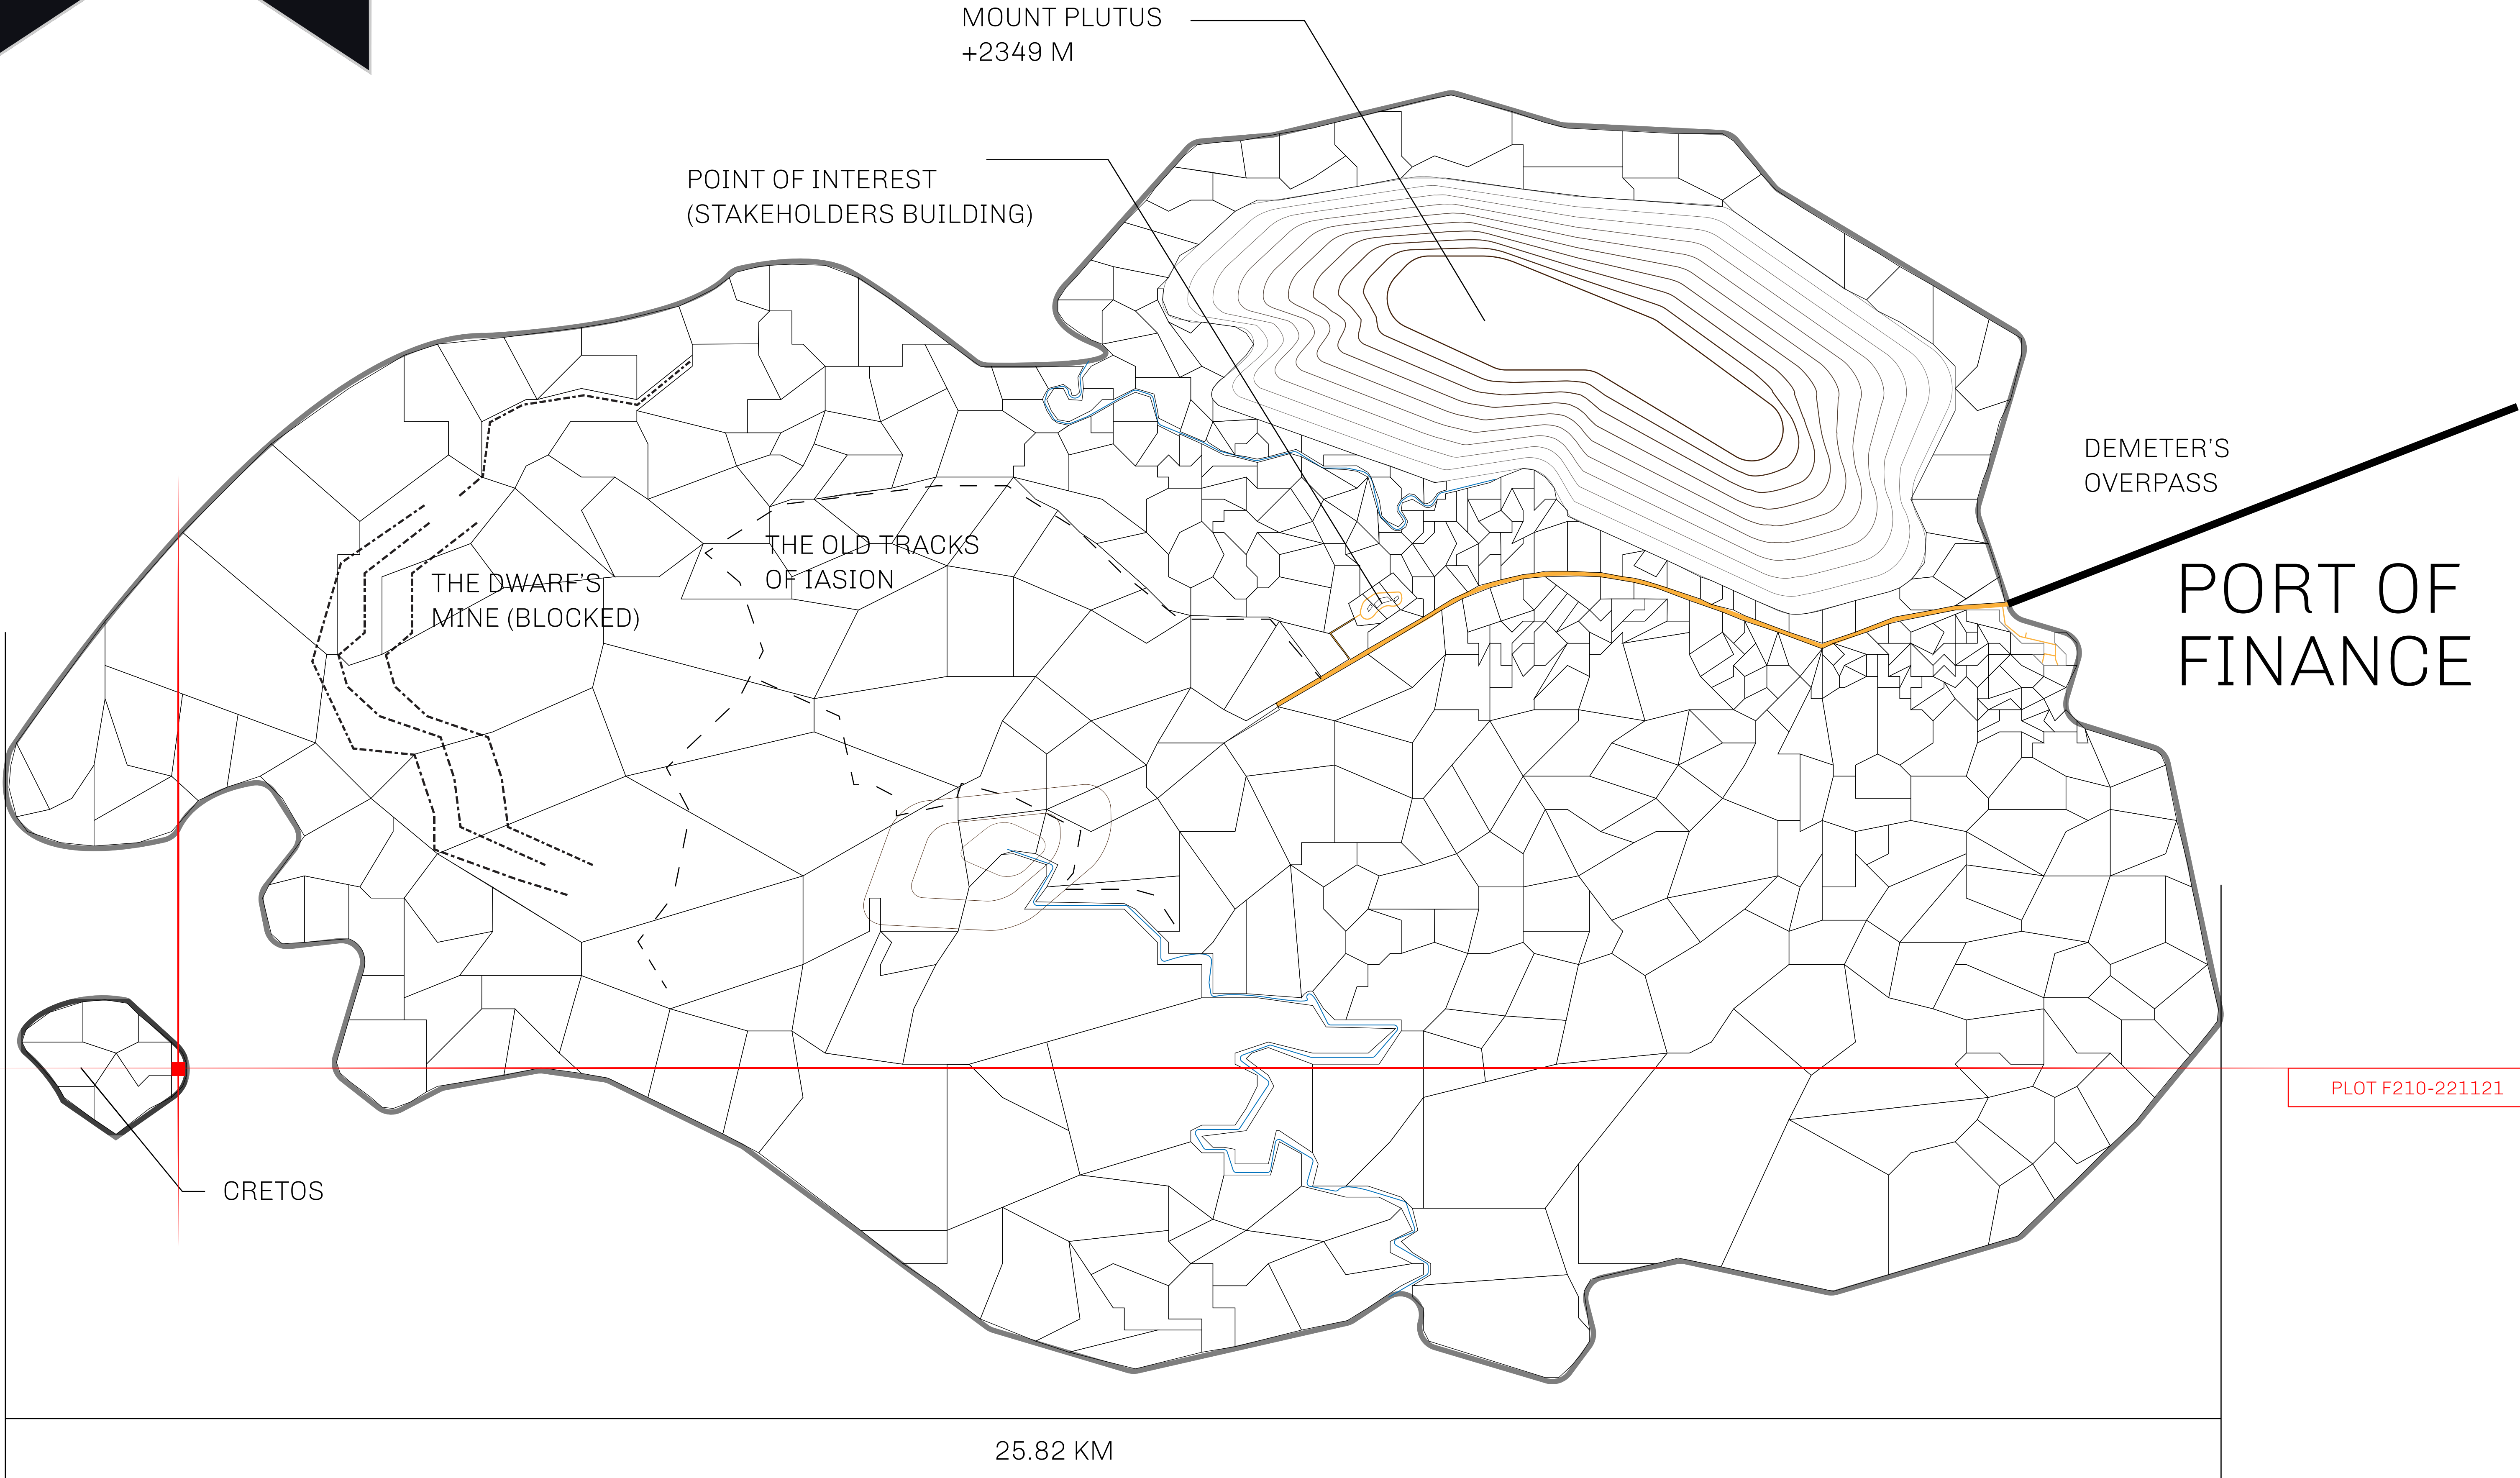 MOUNT PLUTUS
+2349 M
POINT OF INTEREST
(STAKEHOLDERS BUILDING)
DEMETER'S
OVERPASS
THE OLD TRACKS
OF IASION
THE DWARF'S
MINE (BLOCKED)
PORT OF
FINANCE
PLOT F210-221121
CRETOS
25.82 KM